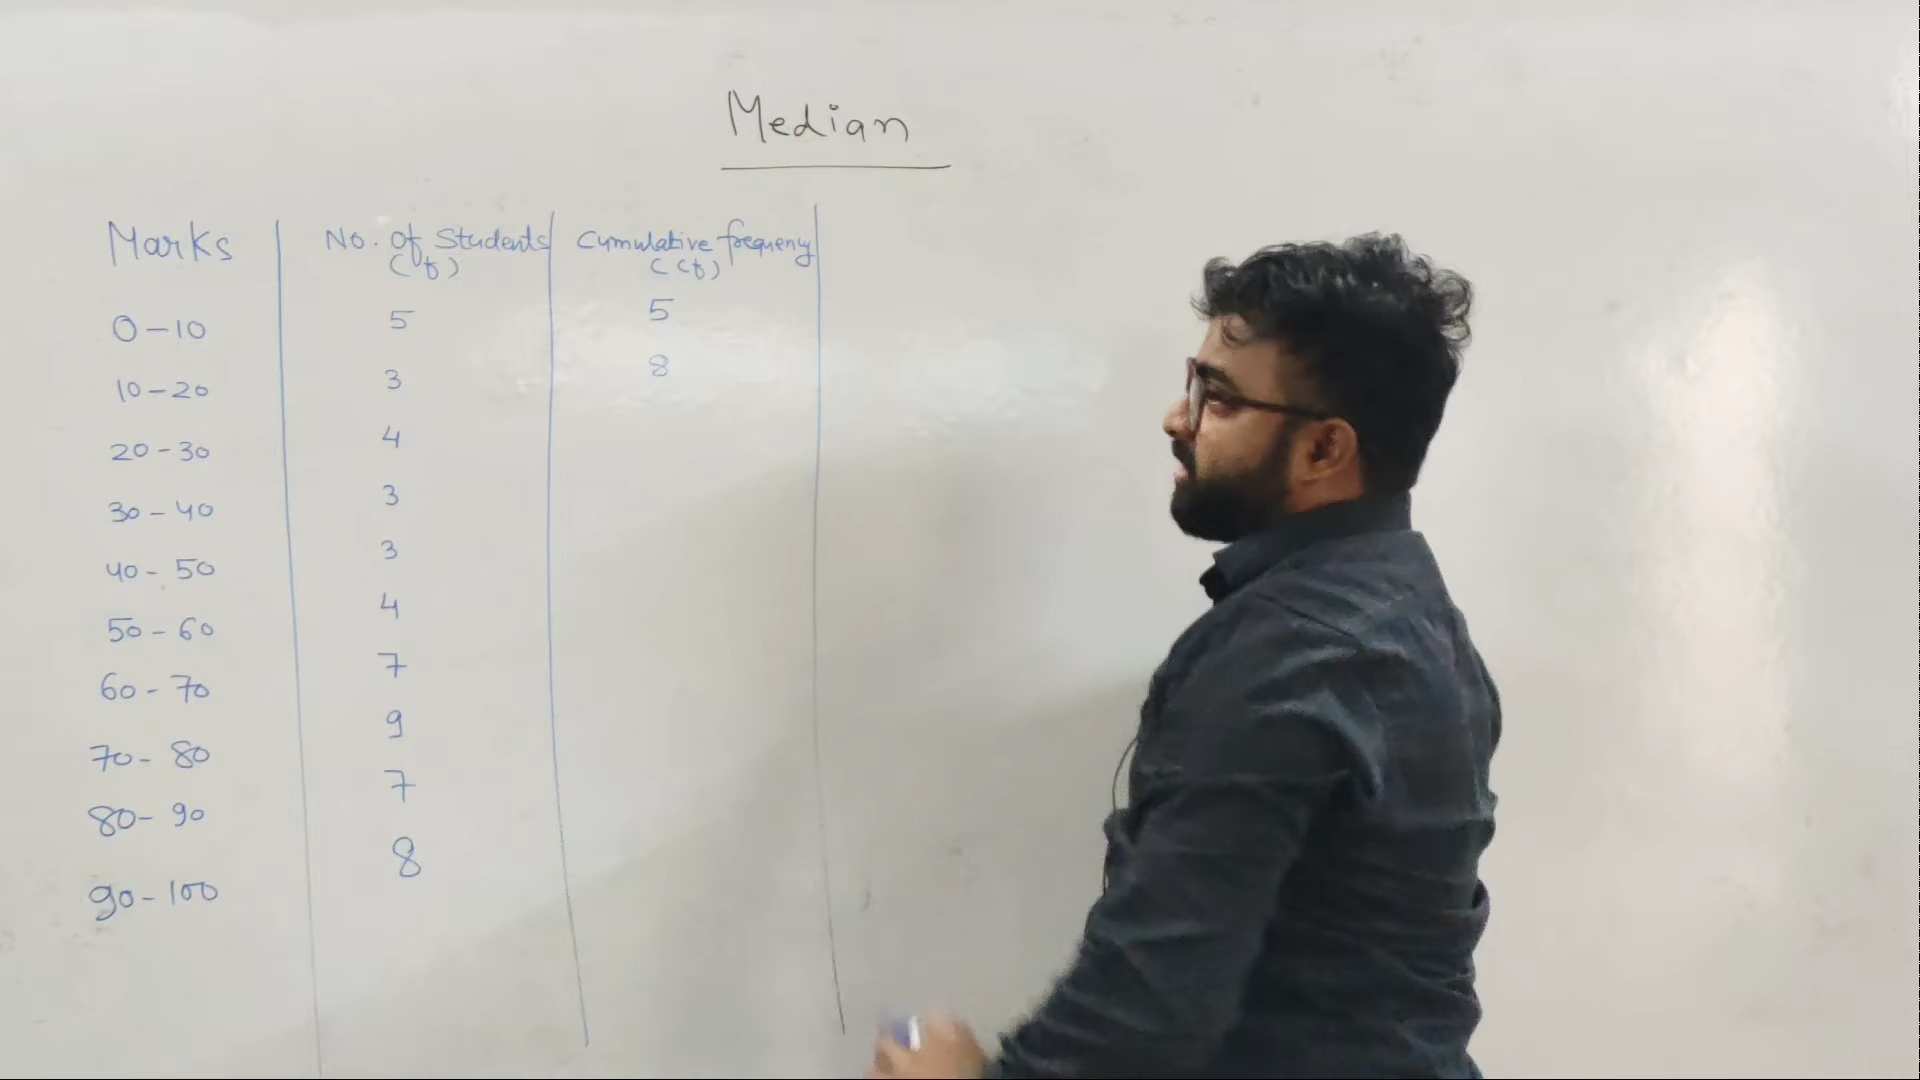 Median
Marks No. of Students Cumulative frequency
(f) (cf)
0-10 5 5
10-20 3 8
20-30 4
30-40 3
40-50 3
50-60 4
60-70 7
70-80 9
80-90 7
90-100 8